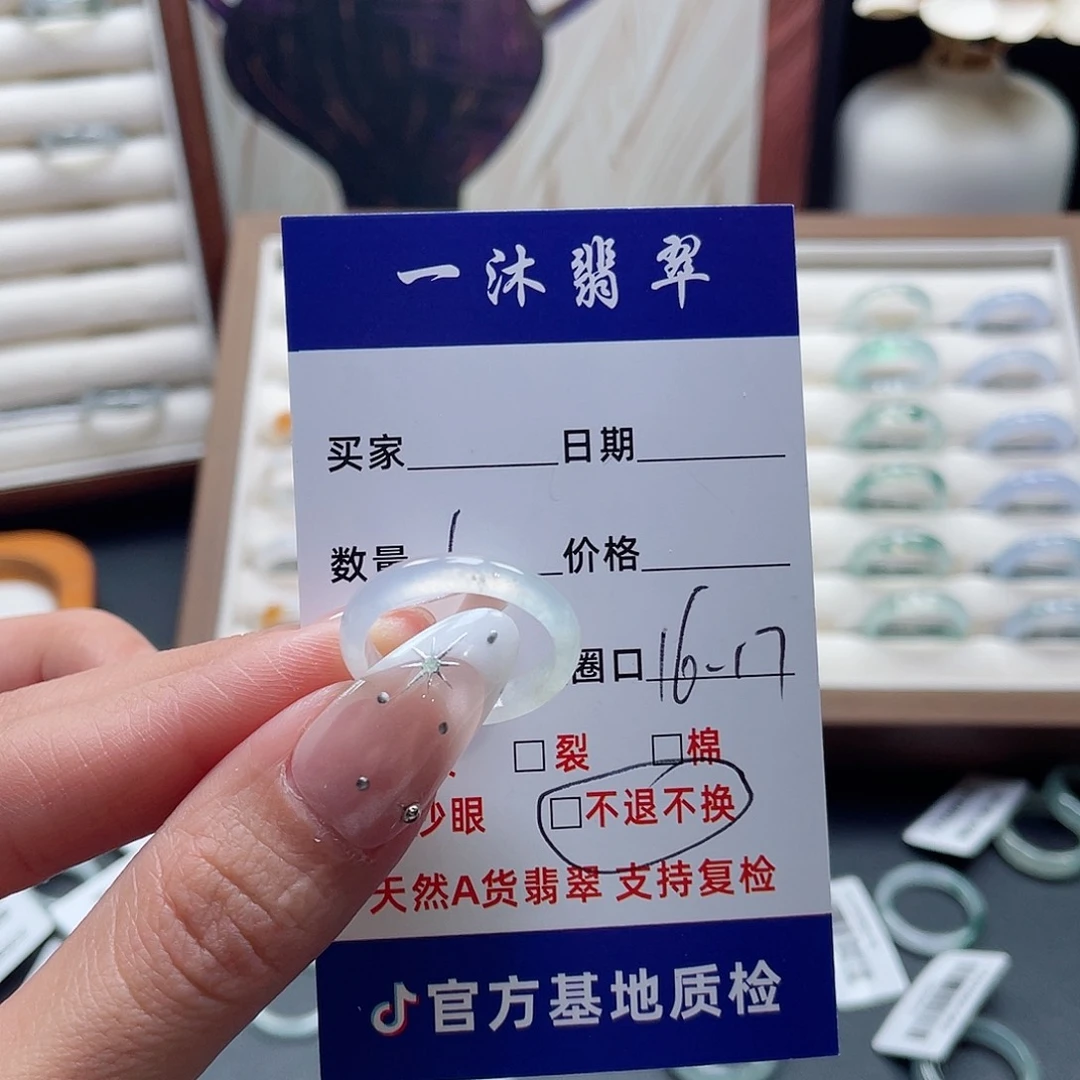 一沐翡翠
买家 日期
数量 1 价格
圈口 16-17
□裂 □棉
沙眼 □不退不换
天然A货翡翠 支持复检
官方基地质检